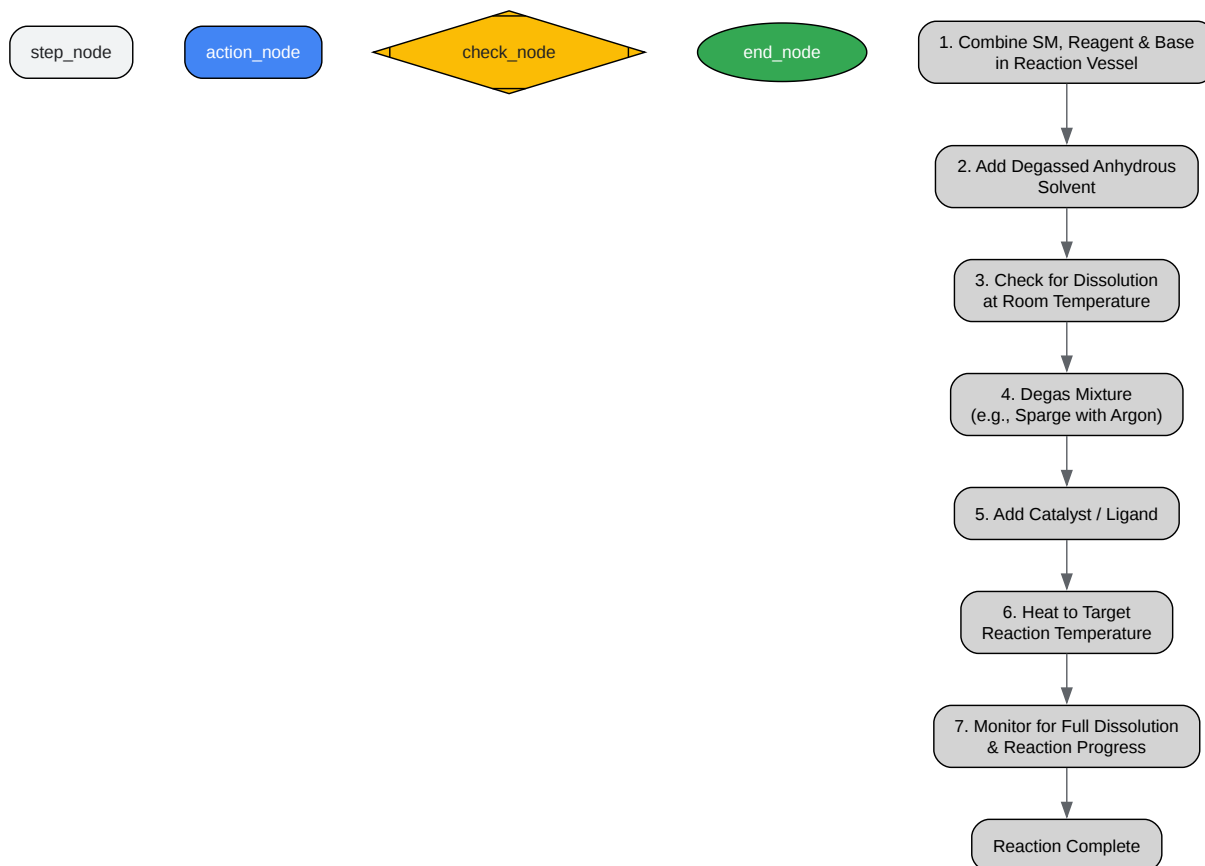 step_node
action_node
check_node
end_node
1. Combine SM, Reagent & Base
in Reaction Vessel
2. Add Degassed Anhydrous
Solvent
3. Check for Dissolution
at Room Temperature
4. Degas Mixture
(e.g., Sparge with Argon)
5. Add Catalyst / Ligand
6. Heat to Target
Reaction Temperature
7. Monitor for Full Dissolution
& Reaction Progress
Reaction Complete